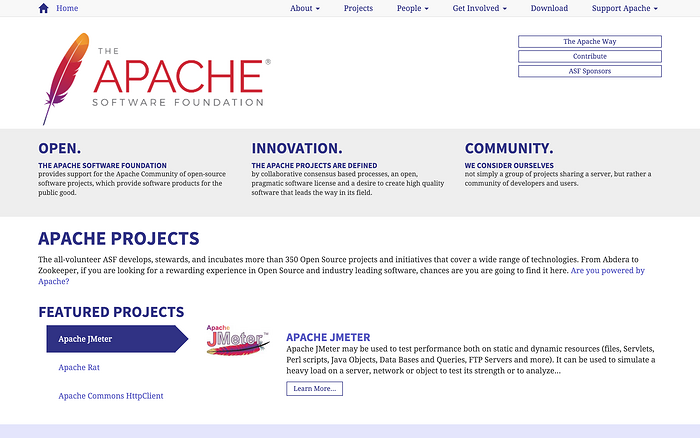 Home
About
Projects
People
Get Involved
Download
Support Apache
THE
APACHE®
SOFTWARE FOUNDATION
The Apache Way
Contribute
ASF Sponsors
OPEN.
THE APACHE SOFTWARE FOUNDATION
provides support for the Apache Community of open-source
software projects, which provide software products for the
public good.
INNOVATION.
THE APACHE PROJECTS ARE DEFINED
by collaborative consensus based processes, an open,
pragmatic software license and a desire to create high quality
software that leads the way in its field.
COMMUNITY.
WE CONSIDER OURSELVES
not simply a group of projects sharing a server, but rather a
community of developers and users.
APACHE PROJECTS
The all-volunteer ASF develops, stewards, and incubates more than 350 Open Source projects and initiatives that cover a wide range of technologies. From Abdera to
Zookeeper, if you are looking for a rewarding experience in Open Source and industry leading software, chances are you are going to find it here. Are you powered by
Apache?
FEATURED PROJECTS
Apache JMeter
Apache Rat
Apache Commons HttpClient
Apache
JMeter™
APACHE JMETER
Apache JMeter may be used to test performance both on static and dynamic resources (files, Servlets,
Perl scripts, Java Objects, Data Bases and Queries, FTP Servers and more). It can be used to simulate a
heavy load on a server, network or object to test its strength or to analyze...
Learn More...